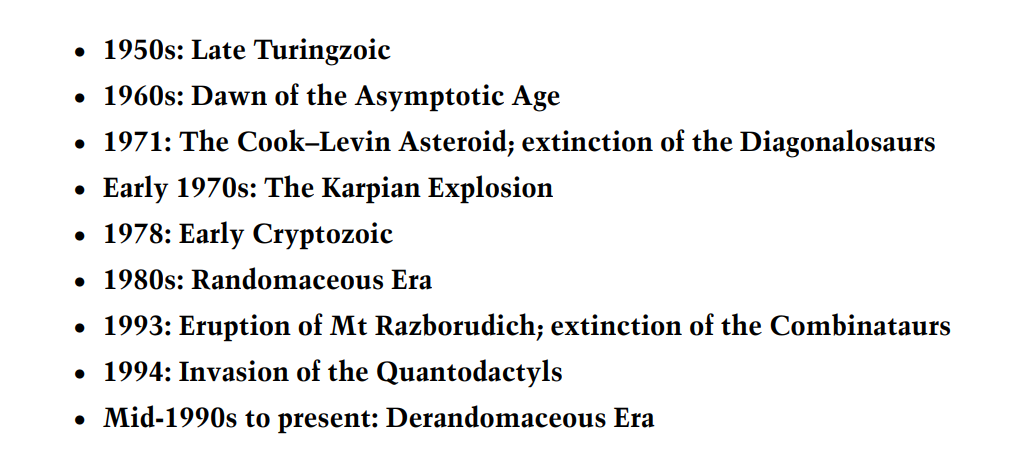 • 1950s: Late Turingzoic
• 1960s: Dawn of the Asymptotic Age
• 1971: The Cook–Levin Asteroid; extinction of the Diagonalosaurs
• Early 1970s: The Karpian Explosion
• 1978: Early Cryptozoic
• 1980s: Randomaceous Era
• 1993: Eruption of Mt Razborudich; extinction of the Combinataurs
• 1994: Invasion of the Quantodactyls
• Mid-1990s to present: Derandomaceous Era